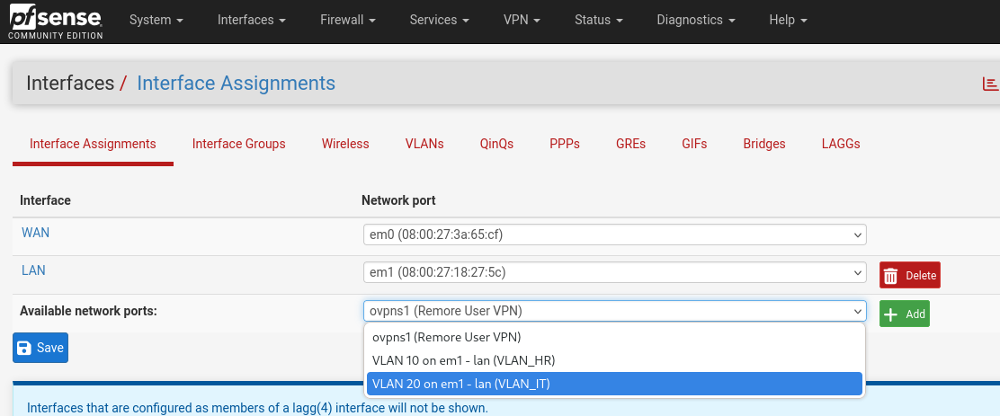 pfsense
COMMUNITY EDITION
System Interfaces Firewall Services VPN Status Diagnostics Help
Interfaces / Interface Assignments
Interface Assignments Interface Groups Wireless VLANs QinQs PPPs GREs GIFs Bridges LAGGs
Interface Network port
WAN em0 (08:00:27:3a:65:cf)
LAN em1 (08:00:27:18:27:5c) Delete
Available network ports: ovpns1 (Remore User VPN) Add
ovpns1 (Remore User VPN)
Save
VLAN 10 on em1 - lan (VLAN_HR)
VLAN 20 on em1 - lan (VLAN_IT)
Interfaces that are configured as members of a lagg(4) interface will not be shown.